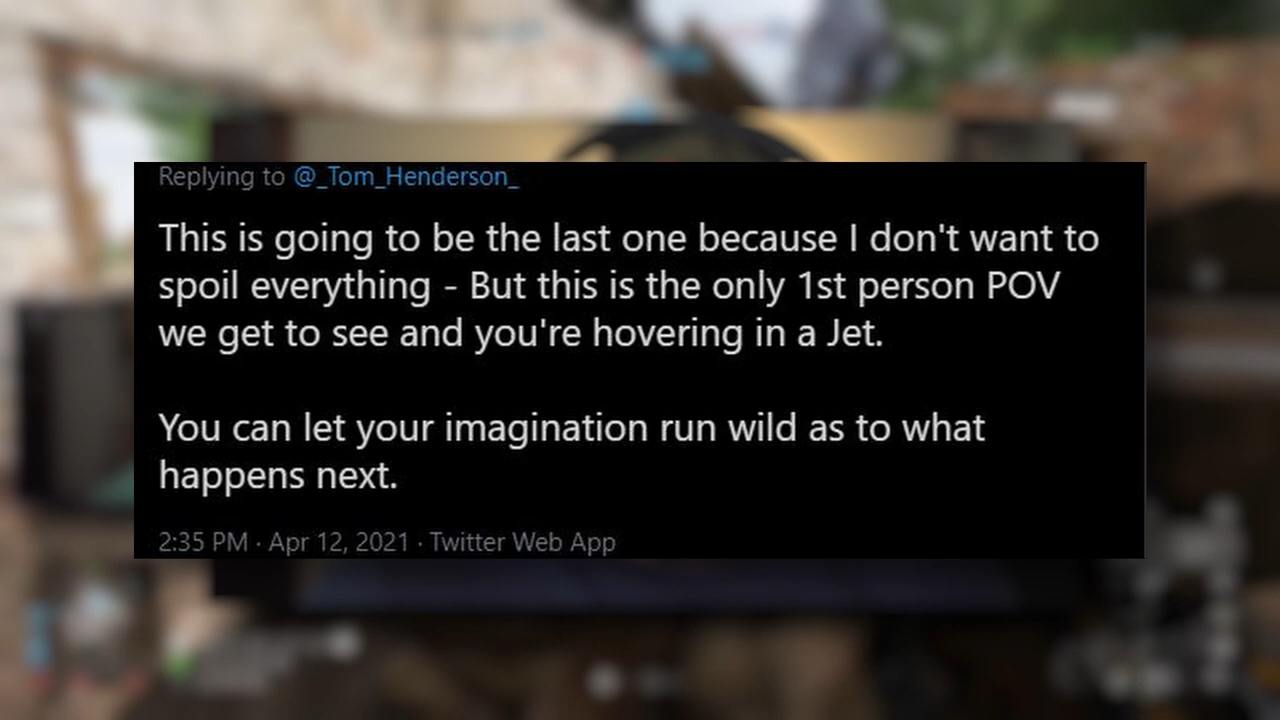 Replying to @_Tom_Henderson_
This is going to be the last one because I don't want to
spoil everything - But this is the only 1st person POV
we get to see and you're hovering in a Jet.
You can let your imagination run wild as to what
happens next.
2:35 PM · Apr 12, 2021 · Twitter Web App